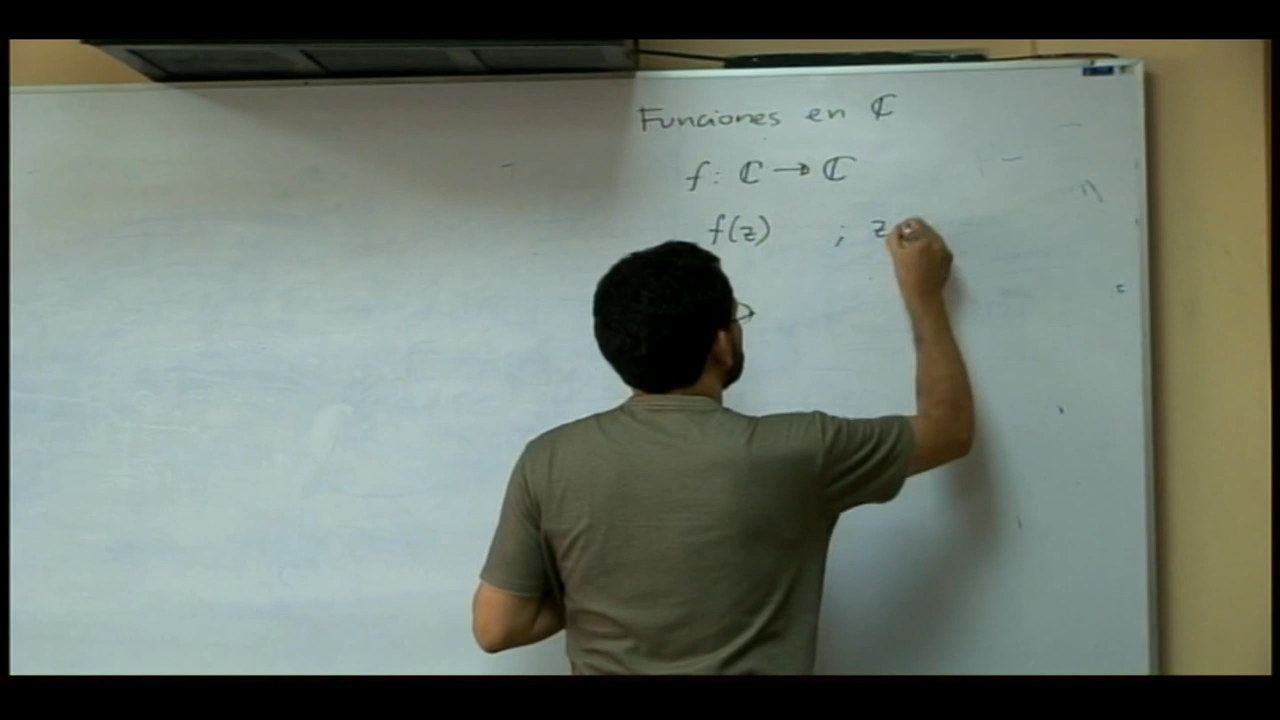 Funciones en ℂ
f: ℂ → ℂ
f(z) ; z